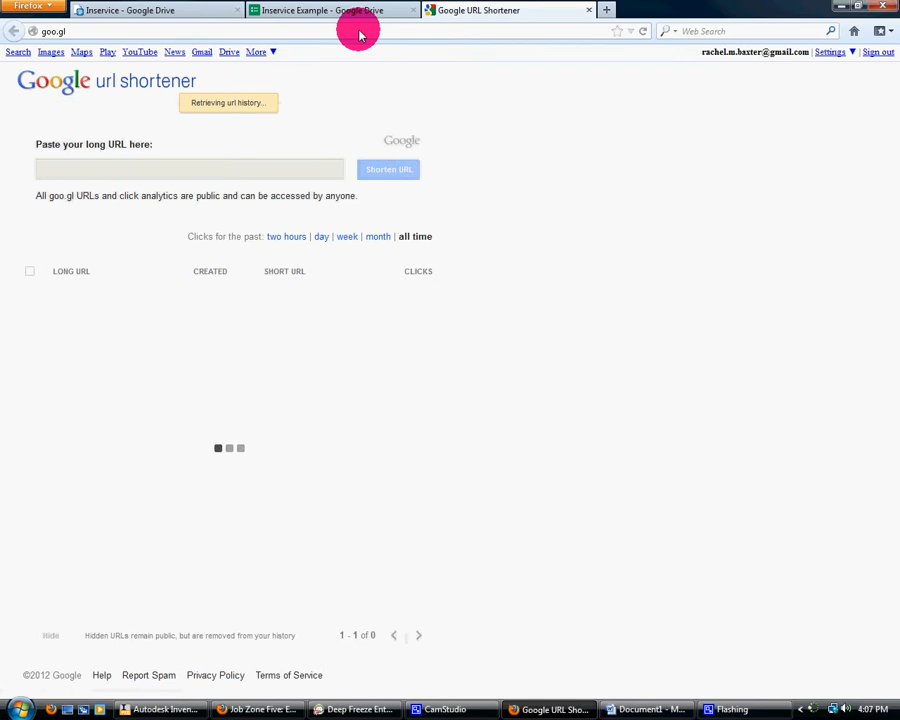 Firefox
Inservice - Google Drive
Inservice Example - Google Drive
Google URL Shortener
goo.gl
Web Search
Search Images Maps Play YouTube News Gmail Drive More
rachel.m.baxter@gmail.com | Settings | Sign out
Google url shortener
Retrieving url history...
Paste your long URL here:
Google
Shorten URL
All goo.gl URLs and click analytics are public and can be accessed by anyone.
Clicks for the past: two hours | day | week | month | all time
LONG URL CREATED SHORT URL CLICKS
Hide Hidden URLs remain public, but are removed from your history 1 - 1 of 0
©2012 Google Help Report Spam Privacy Policy Terms of Service
Autodesk Inven... Job Zone Five: E... Deep Freeze Ent... CamStudio Google URL Sho... Document1 - M... Flashing 4:07 PM